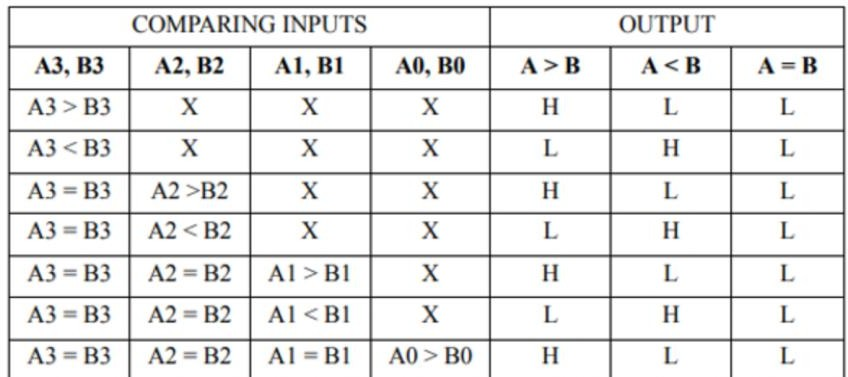 COMPARING INPUTS OUTPUT
A3, B3 A2, B2 A1, B1 A0, B0 A > B A < B A = B
A3 > B3 X X X H L L
A3 < B3 X X X L H L
A3 = B3 A2 >B2 X X H L L
A3 = B3 A2 < B2 X X L H L
A3 = B3 A2 = B2 A1 > B1 X H L L
A3 = B3 A2 = B2 A1 < B1 X L H L
A3 = B3 A2 = B2 A1 = B1 A0 > B0 H L L